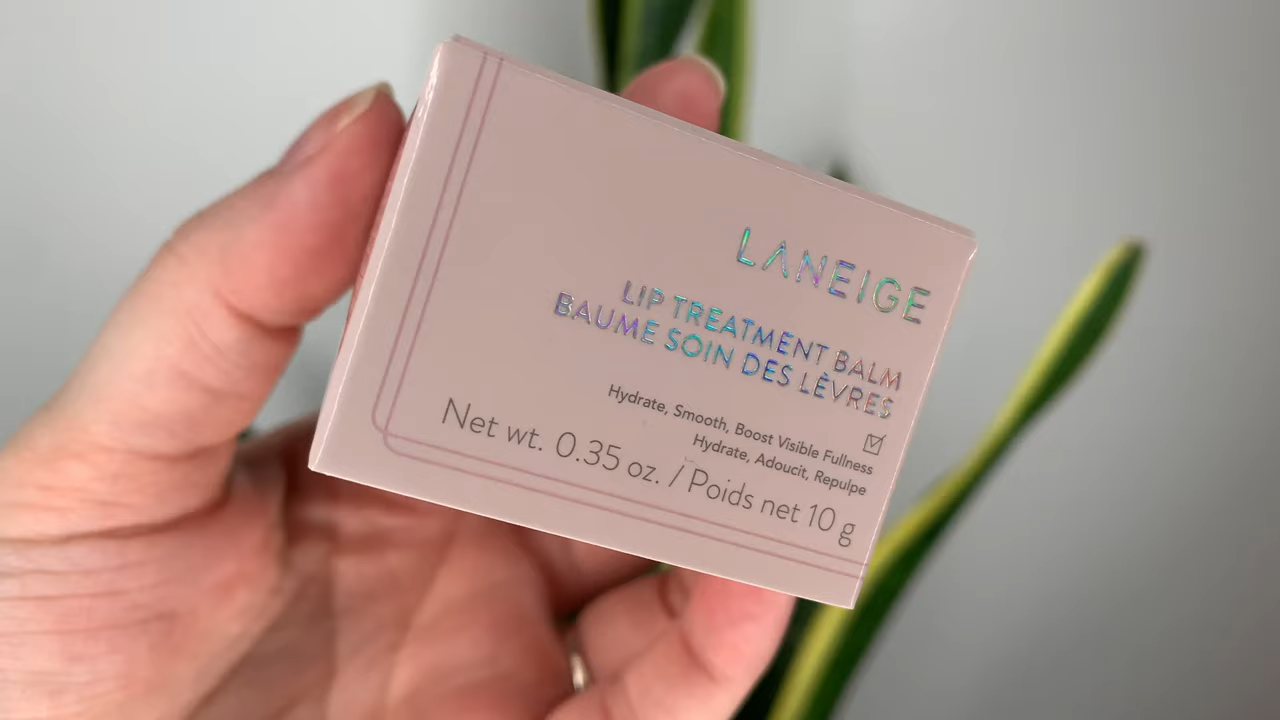 LANEIGE
LIP TREATMENT BALM
BAUME SOIN DES LÈVRES
Hydrate, Smooth, Boost Visible Fullness
Hydrate, Adoucit, Repulpe
Net wt. 0.35 oz. / Poids net 10 g